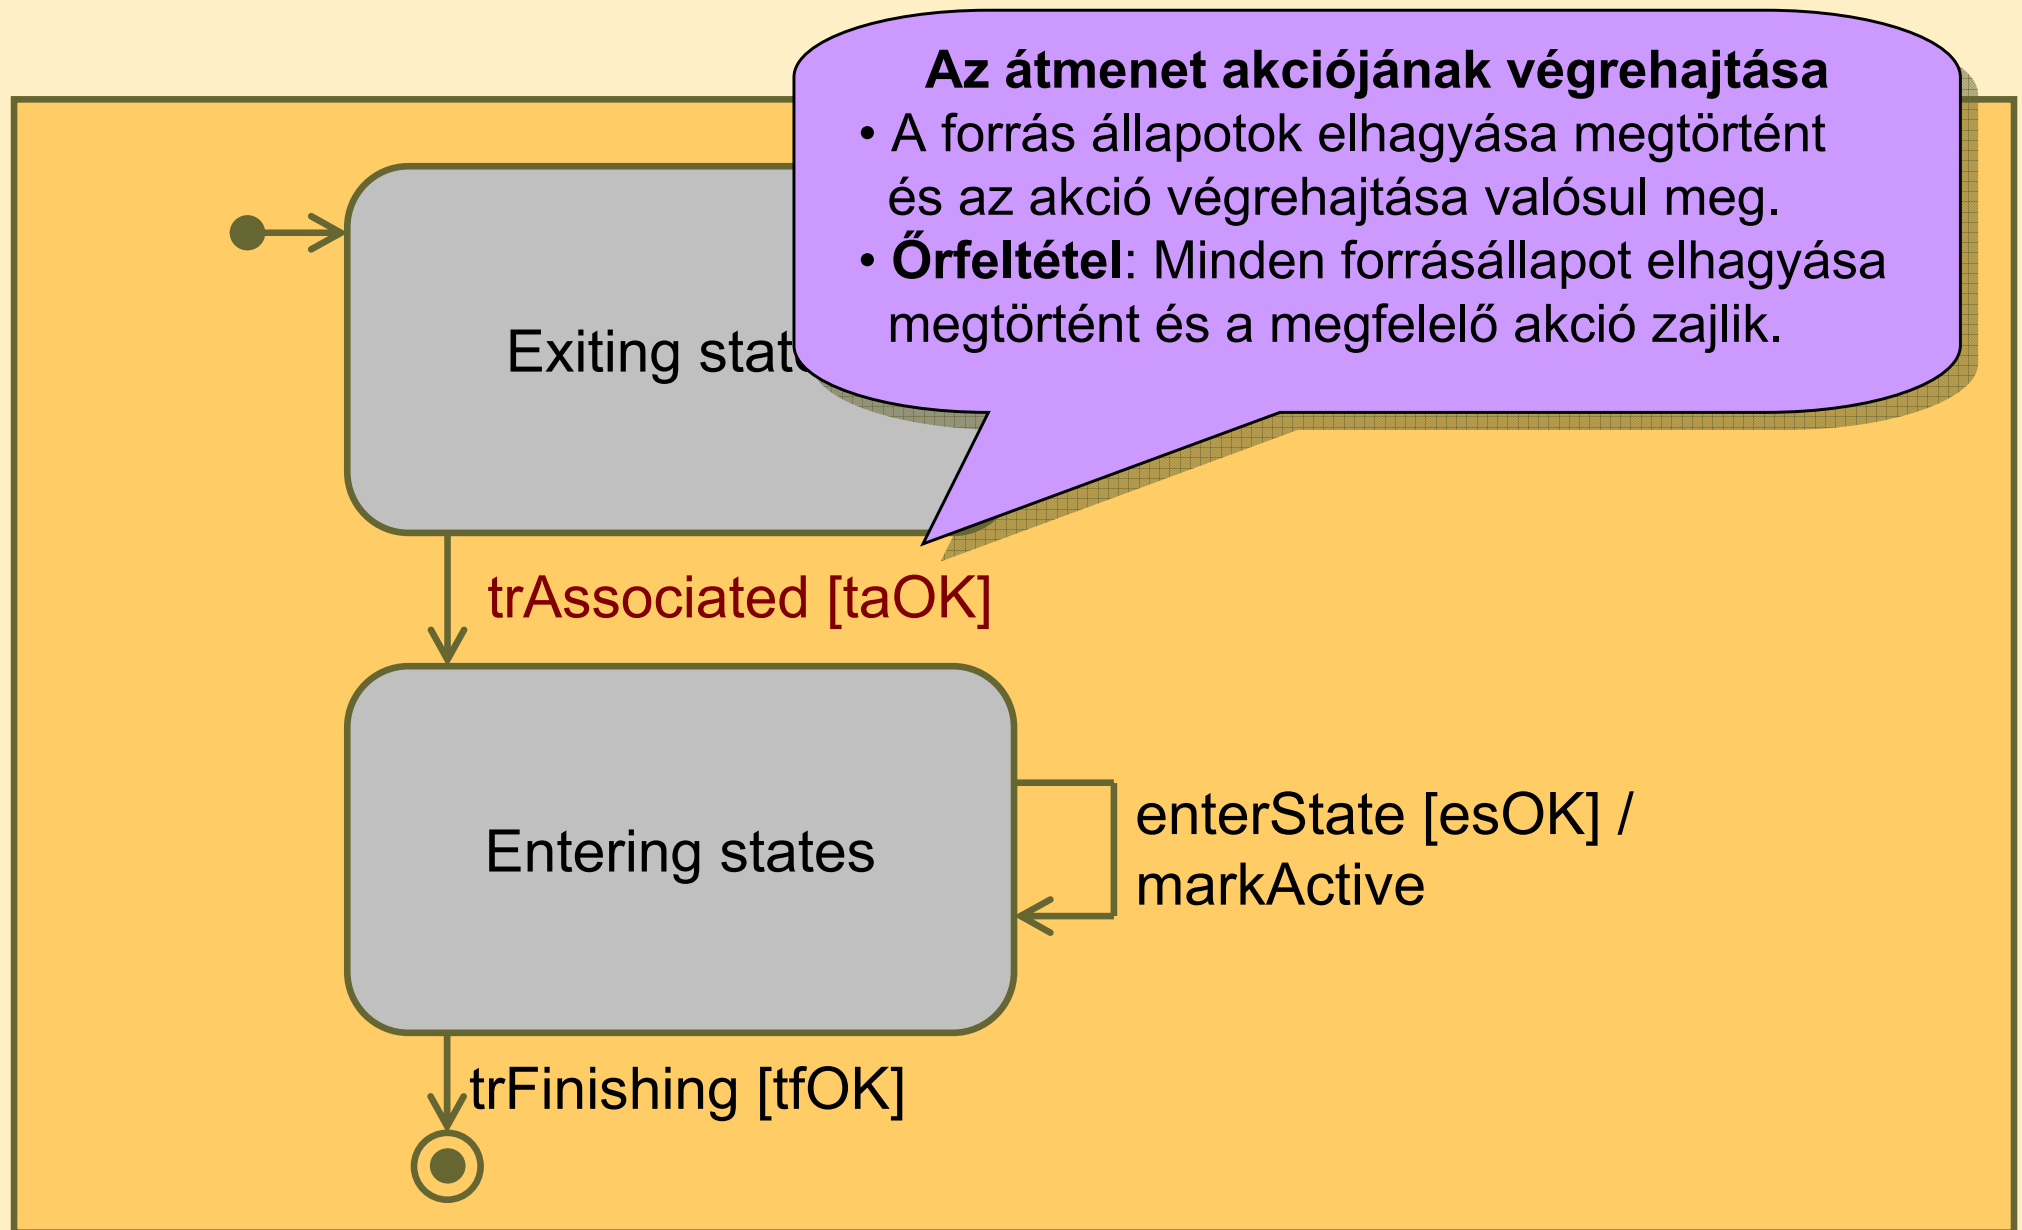 Az átmenet akciójának végrehajtása
• A forrás állapotok elhagyása megtörtént
és az akció végrehajtása valósul meg.
• Őrfeltétel: Minden forrásállapot elhagyása
megtörtént és a megfelelő akció zajlik.
Exiting
trAssociated [taOK]
Entering states
enterState [esOK] /
markActive
trFinishing [tfOK]